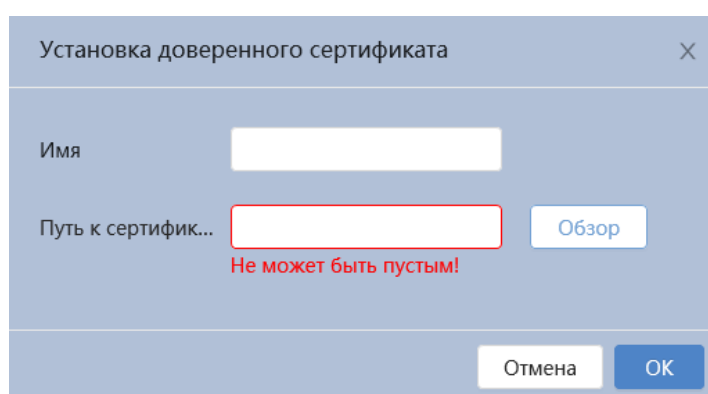 Установка доверенного сертификата
Имя
Путь к сертифик... Обзор
Не может быть пустым!
Отмена OK